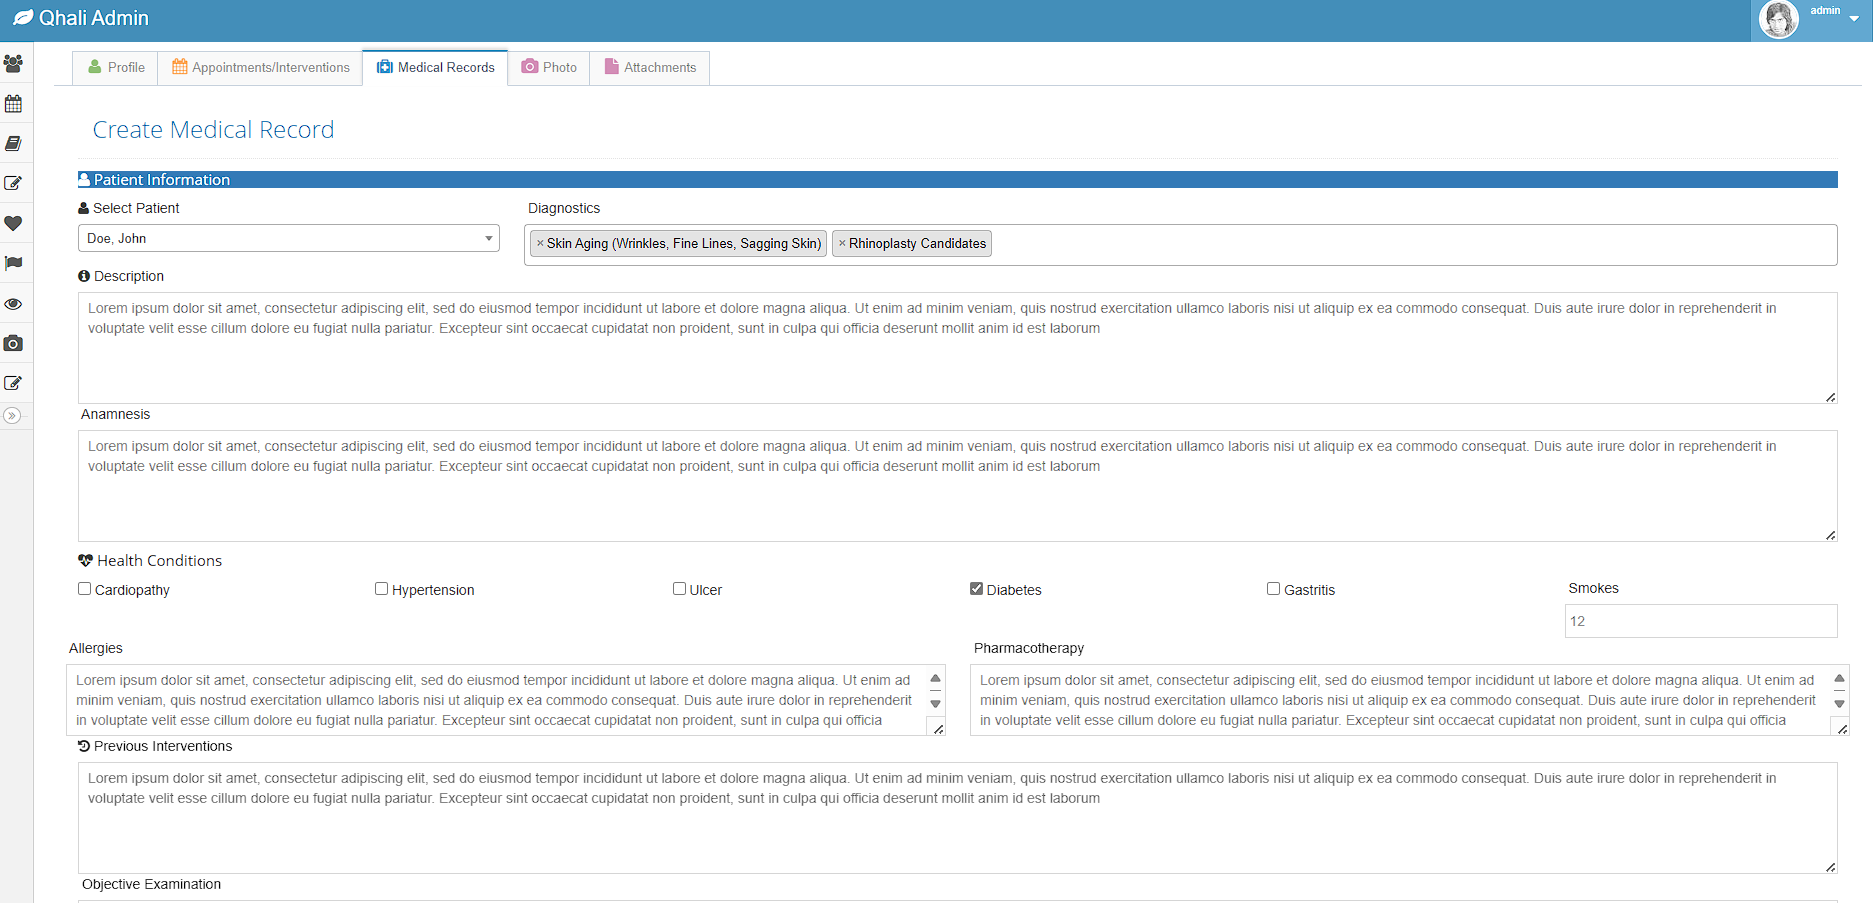 Qhali Admin
admin
Profile
Appointments/Interventions
Medical Records
Photo
Attachments
Create Medical Record
Patient Information
Select Patient
Diagnostics
Doe, John
× Skin Aging (Wrinkles, Fine Lines, Sagging Skin)
× Rhinoplasty Candidates
Description
Lorem ipsum dolor sit amet, consectetur adipiscing elit, sed do eiusmod tempor incididunt ut labore et dolore magna aliqua. Ut enim ad minim veniam, quis nostrud exercitation ullamco laboris nisi ut aliquip ex ea commodo consequat. Duis aute irure dolor in reprehenderit in
voluptate velit esse cillum dolore eu fugiat nulla pariatur. Excepteur sint occaecat cupidatat non proident, sunt in culpa qui officia deserunt mollit anim id est laborum
Anamnesis
Lorem ipsum dolor sit amet, consectetur adipiscing elit, sed do eiusmod tempor incididunt ut labore et dolore magna aliqua. Ut enim ad minim veniam, quis nostrud exercitation ullamco laboris nisi ut aliquip ex ea commodo consequat. Duis aute irure dolor in reprehenderit in
voluptate velit esse cillum dolore eu fugiat nulla pariatur. Excepteur sint occaecat cupidatat non proident, sunt in culpa qui officia deserunt mollit anim id est laborum
Health Conditions
Cardiopathy
Hypertension
Ulcer
Diabetes
Gastritis
Smokes
12
Allergies
Lorem ipsum dolor sit amet, consectetur adipiscing elit, sed do eiusmod tempor incididunt ut labore et dolore magna aliqua. Ut enim ad
minim veniam, quis nostrud exercitation ullamco laboris nisi ut aliquip ex ea commodo consequat. Duis aute irure dolor in reprehenderit
in voluptate velit esse cillum dolore eu fugiat nulla pariatur. Excepteur sint occaecat cupidatat non proident, sunt in culpa qui officia
Pharmacotherapy
Lorem ipsum dolor sit amet, consectetur adipiscing elit, sed do eiusmod tempor incididunt ut labore et dolore magna aliqua. Ut enim ad
minim veniam, quis nostrud exercitation ullamco laboris nisi ut aliquip ex ea commodo consequat. Duis aute irure dolor in reprehenderit
in voluptate velit esse cillum dolore eu fugiat nulla pariatur. Excepteur sint occaecat cupidatat non proident, sunt in culpa qui officia
Previous Interventions
Lorem ipsum dolor sit amet, consectetur adipiscing elit, sed do eiusmod tempor incididunt ut labore et dolore magna aliqua. Ut enim ad minim veniam, quis nostrud exercitation ullamco laboris nisi ut aliquip ex ea commodo consequat. Duis aute irure dolor in reprehenderit in
voluptate velit esse cillum dolore eu fugiat nulla pariatur. Excepteur sint occaecat cupidatat non proident, sunt in culpa qui officia deserunt mollit anim id est laborum
Objective Examination